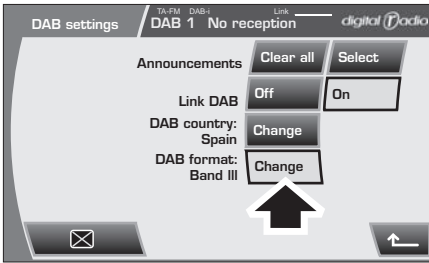 TA-FM DAB-i Link
DAB settings DAB 1 No reception digital radio
Announcements Clear all Select
Link DAB Off On
DAB country:
Spain Change
DAB format:
Band III Change